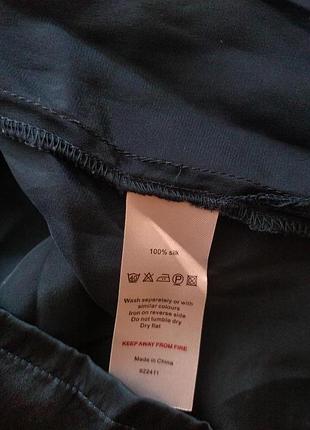 100% silk
Wash separately or with
similar colours
Iron on reverse side
Do not tumble dry
Dry flat
KEEP AWAY FROM FIRE
Made in China
822411